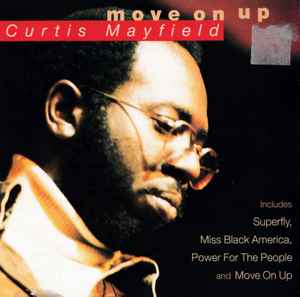 move on up
Curtis Mayfield
Includes
Superfly,
Miss Black America,
Power For The People
and Move On Up